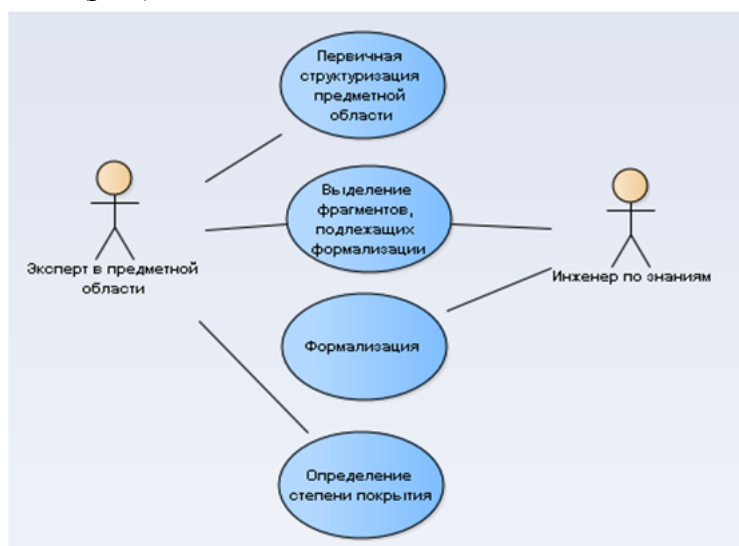 Первичная
структуризация
предметной
области
Выделение
фрагментов,
подлежащих
формализации
Эксперт в предметной
области
Инженер по знаниям
Формализация
Определение
степени покрытия